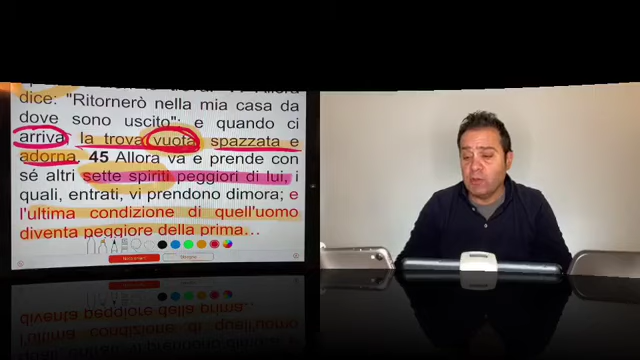 dice: "Ritornerò nella mia casa da
dove sono uscito"; e quando ci
arriva, la trova vuota, spazzata e
adorna. 45 Allora va e prende con
sé altri sette spiriti peggiori di lui, i
quali, entrati, vi prendono dimora; e
l'ultima condizione di quell'uomo
diventa peggiore della prima...